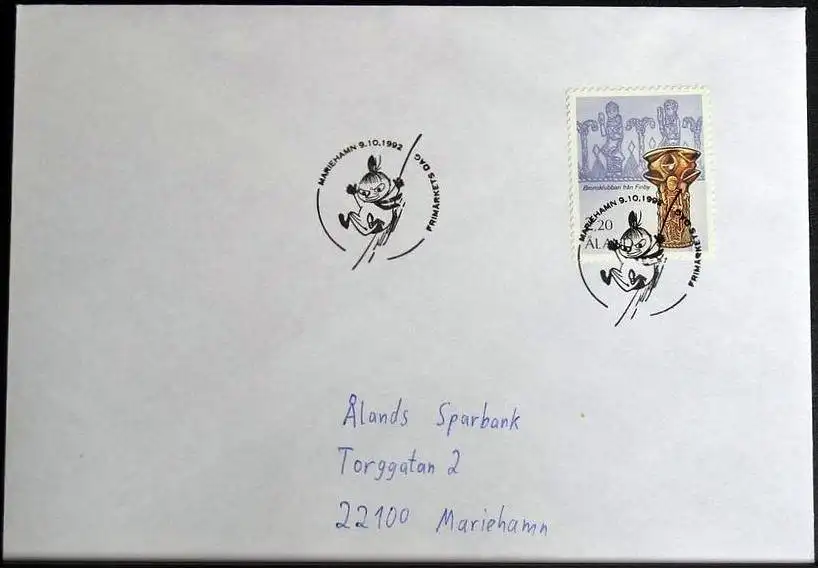 MARIEHAMN 9.10.1992
FRIMÄRKETS DAG
Bronsklubban från Finby
MARIEHAMN 9.10.1992
.20
ÅLAND
FRIMÄRKETS
Ålands Sparbank
Torggatan 2
22100 Mariehamn